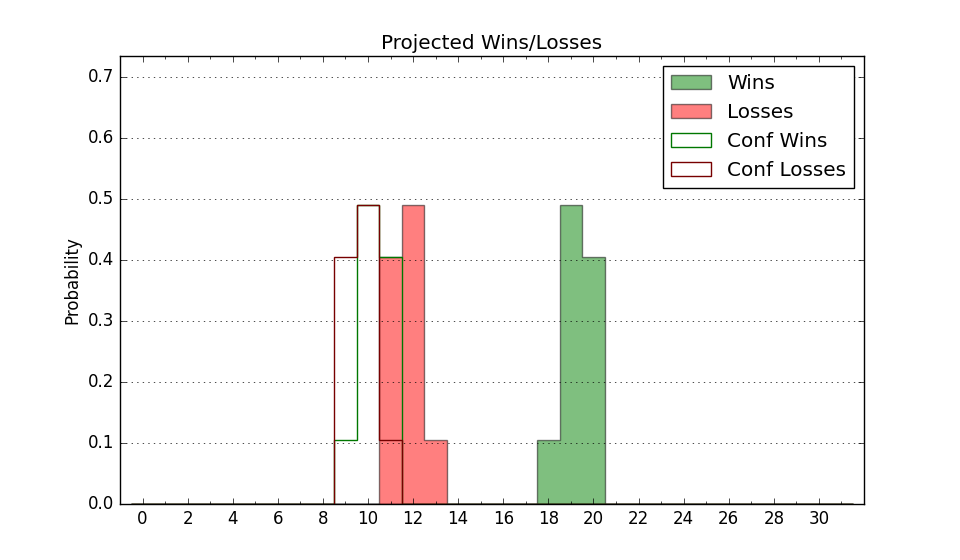 Projected Wins/Losses
Wins
Losses
Conf Wins
Conf Losses
Probability
0.7
0.6
0.5
0.4
0.3
0.2
0.1
0.0
0 2 4 6 8 10 12 14 16 18 20 22 24 26 28 30